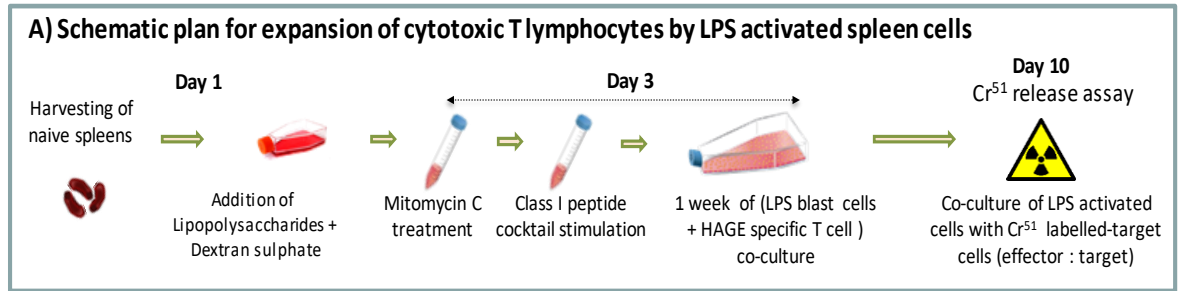 A) Schematic plan for expansion of cytotoxic T lymphocytes by LPS activated spleen cells
Day 1
Day 3
Day 10
Cr51 release assay
Harvesting of
naive spleens
Addition of
Lipopolysaccharides +
Dextran sulphate
Mitomycin C
treatment
Class I peptide
cocktail stimulation
1 week of (LPS blast cells
+ HAGE specific T cell )
co-culture
Co-culture of LPS activated
cells with Cr51 labelled-target
cells (effector : target)